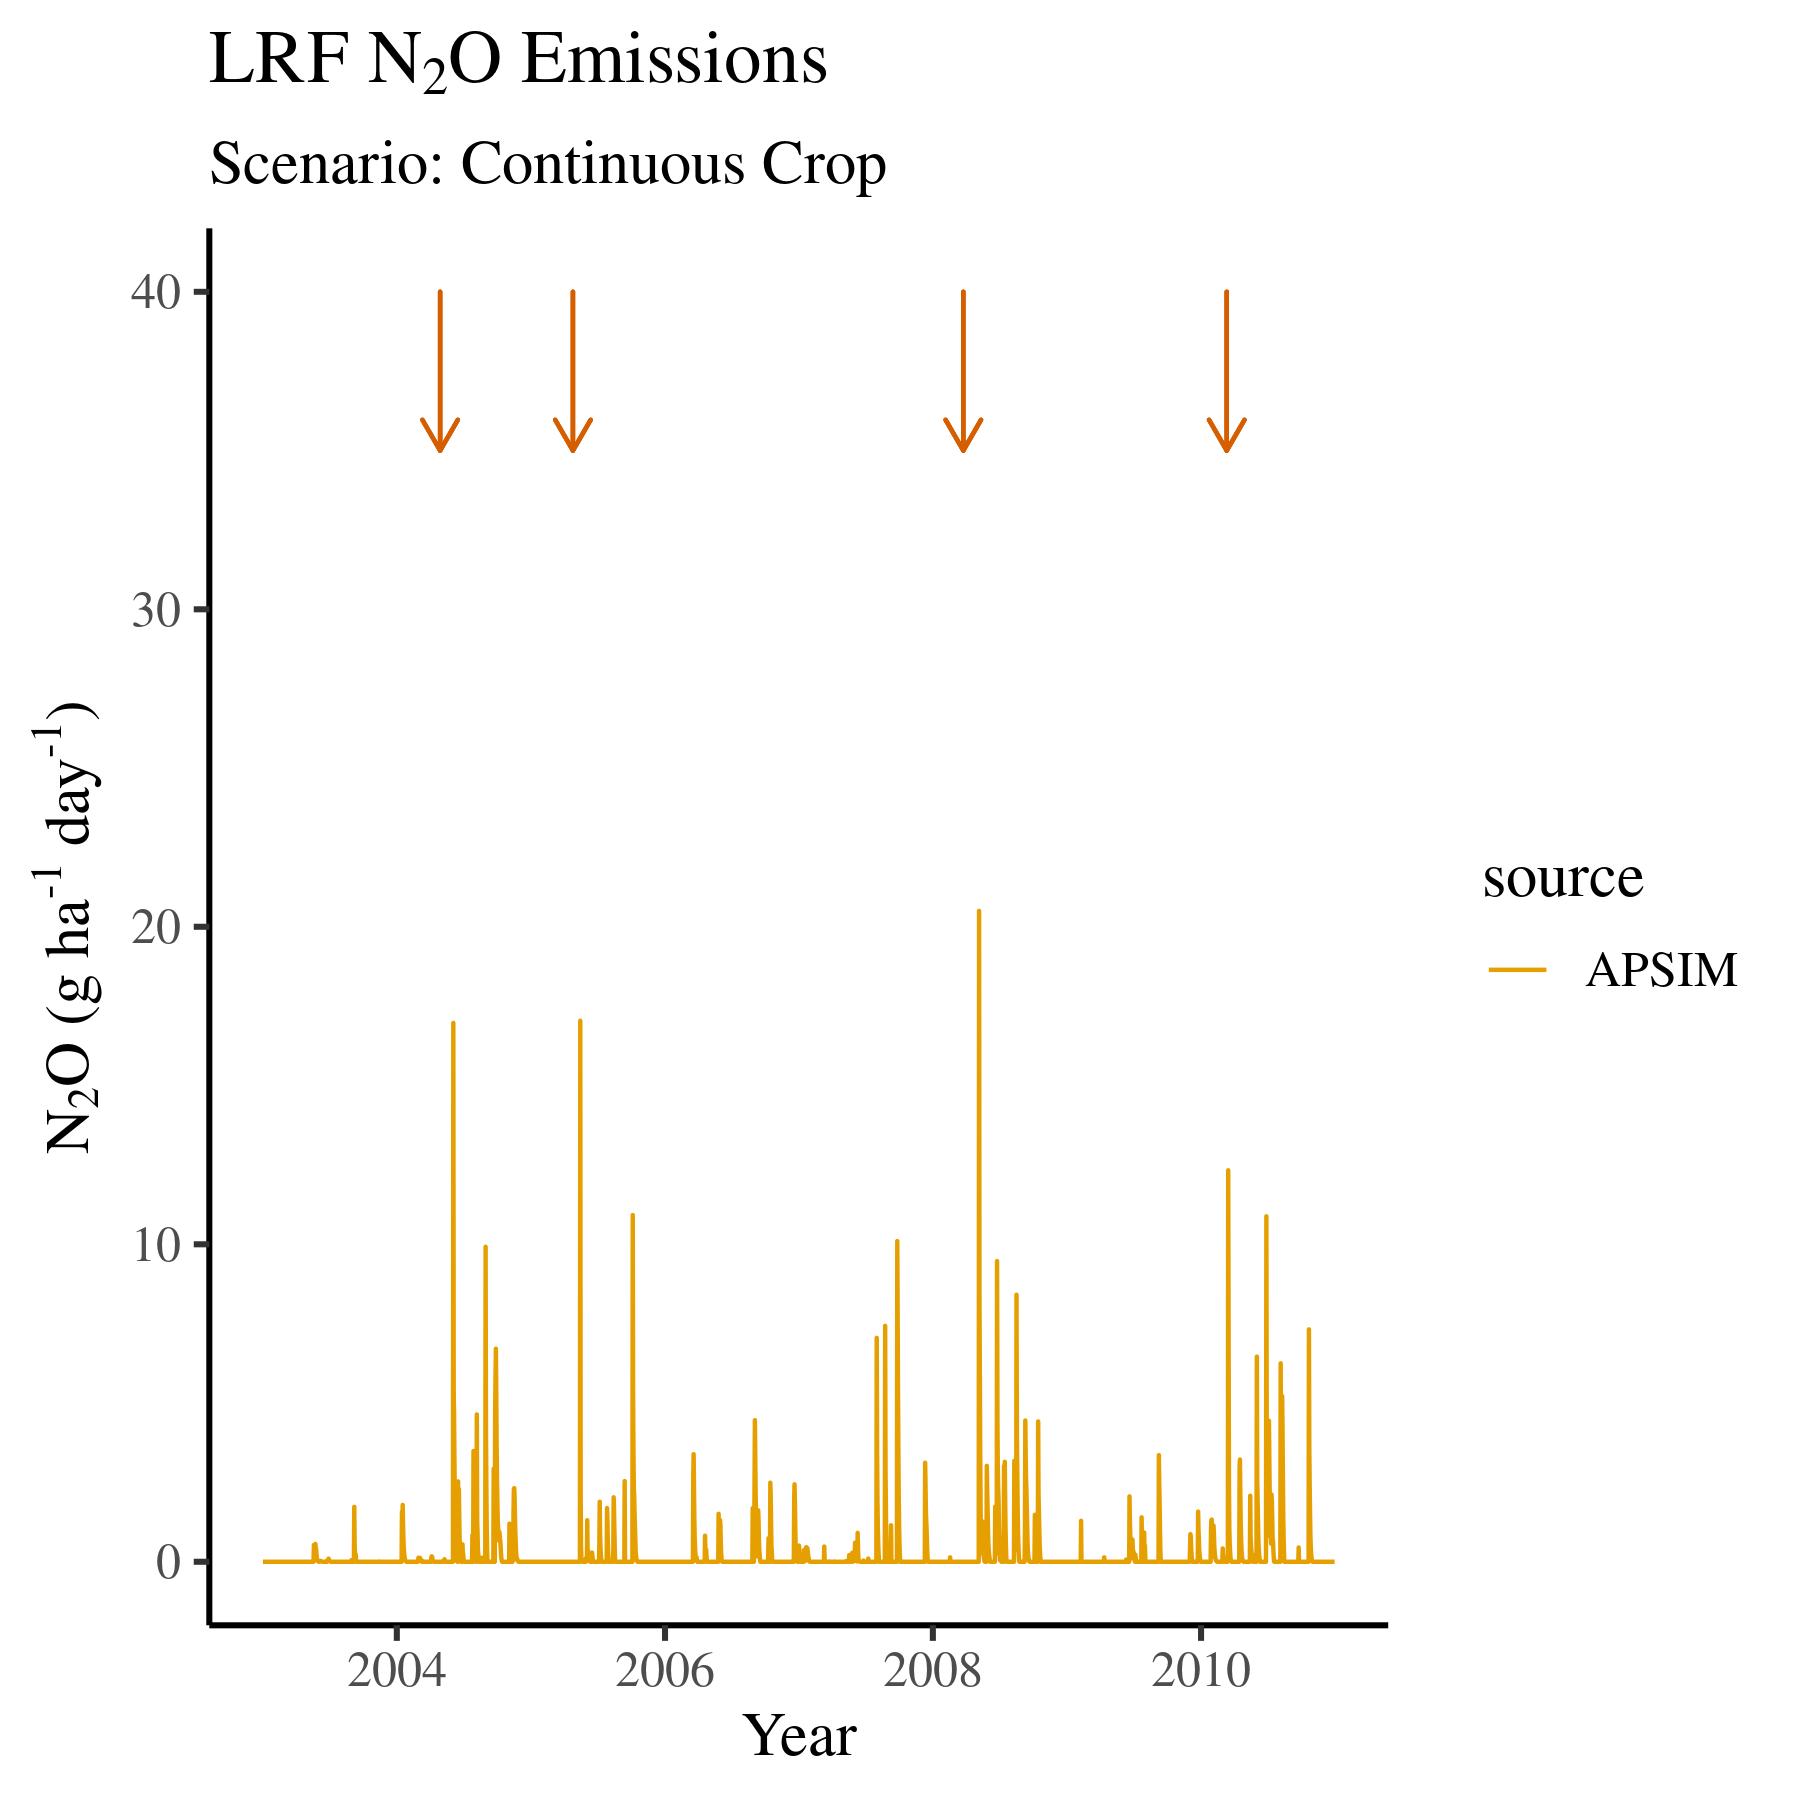 LRF N₂O Emissions
Scenario: Continuous Crop
40
30
20
10
0
N₂O (g ha⁻¹ day⁻¹)
2004 2006 2008 2010
Year
source
APSIM